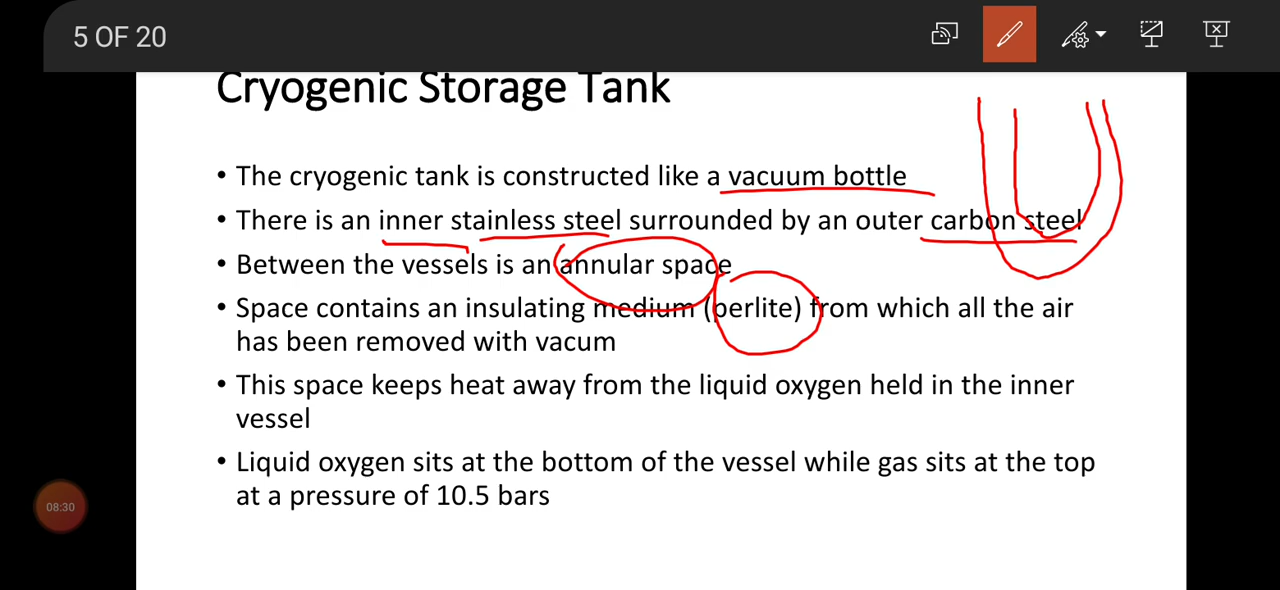 5 OF 20
Cryogenic Storage Tank
• The cryogenic tank is constructed like a vacuum bottle
• There is an inner stainless steel surrounded by an outer carbon steel
• Between the vessels is an annular space
• Space contains an insulating medium (perlite) from which all the air
has been removed with vacum
• This space keeps heat away from the liquid oxygen held in the inner
vessel
• Liquid oxygen sits at the bottom of the vessel while gas sits at the top
at a pressure of 10.5 bars
08:30